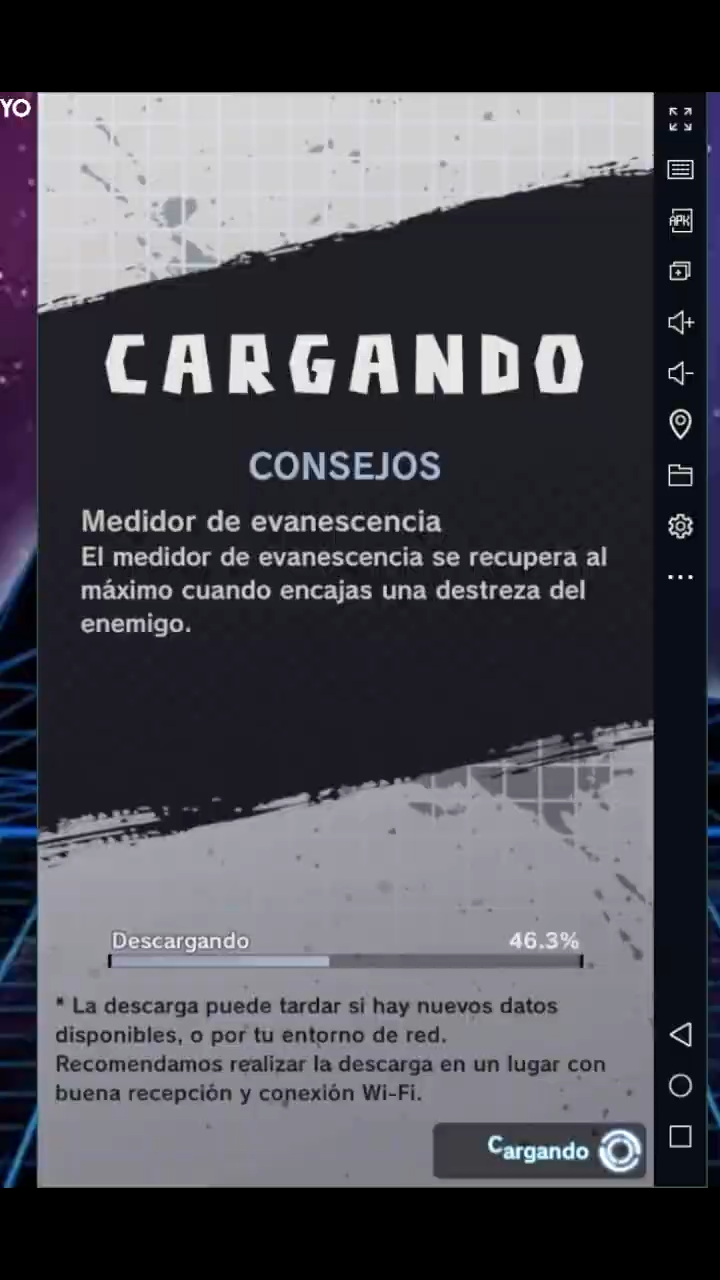 YO
APK
CARGANDO
CONSEJOS
Medidor de evanescencia
El medidor de evanescencia se recupera al
máximo cuando encajas una destreza del
enemigo.
Descargando 46.3%
* La descarga puede tardar si hay nuevos datos
disponibles, o por tu entorno de red.
Recomendamos realizar la descarga en un lugar con
buena recepción y conexión Wi-Fi.
Cargando